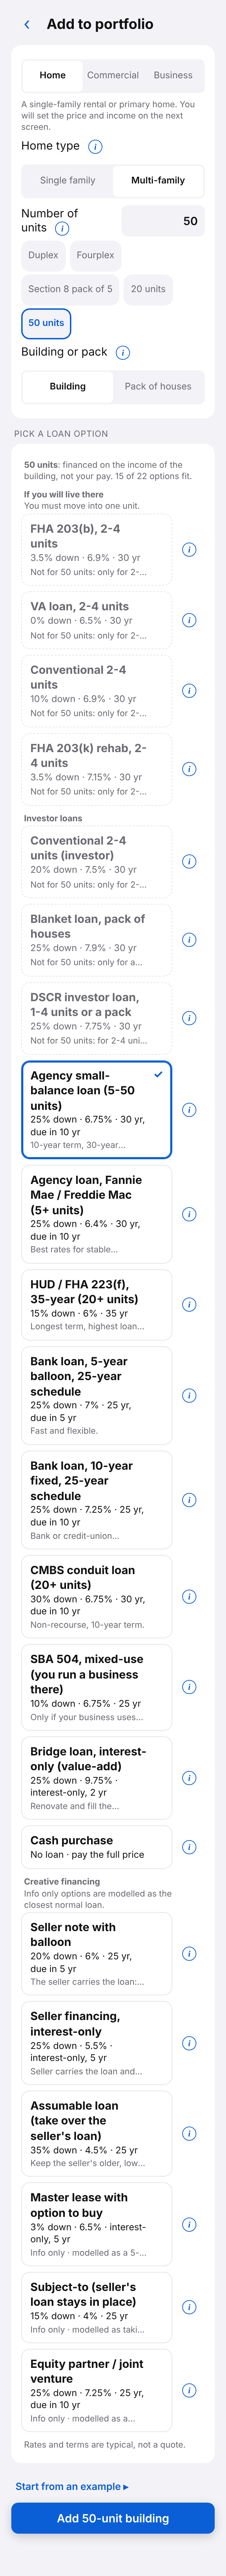 Add to portfolio
Home
Commercial
Business
A single-family rental or primary home. You
will set the price and income on the next
screen.
Home type
Single family
Multi-family
Number of
units
50
Duplex
Fourplex
Section 8 pack of 5
20 units
50 units
Building or pack
Building
Pack of houses
PICK A LOAN OPTION
50 units: financed on the income of the
building, not your pay. 15 of 22 options fit.
If you will live there
You must move into one unit.
FHA 203(b), 2-4
units
3.5% down · 6.9% · 30 yr
Not for 50 units: only for 2-...
VA loan, 2-4 units
0% down · 6.5% · 30 yr
Not for 50 units: only for 2-...
Conventional 2-4
units
10% down · 6.9% · 30 yr
Not for 50 units: only for 2-...
FHA 203(k) rehab, 2-
4 units
3.5% down · 7.15% · 30 yr
Not for 50 units: only for 2-...
Investor loans
Conventional 2-4
units (investor)
20% down · 7.5% · 30 yr
Not for 50 units: only for 2-...
Blanket loan, pack of
houses
25% down · 7.9% · 30 yr
Not for 50 units: only for a...
DSCR investor loan,
1-4 units or a pack
25% down · 7.75% · 30 yr
Not for 50 units: for 2-4 uni...
Agency small-
balance loan (5-50
units)
25% down · 6.75% · 30 yr,
due in 10 yr
10-year term, 30-year...
Agency loan, Fannie
Mae / Freddie Mac
(5+ units)
25% down · 6.4% · 30 yr,
due in 10 yr
Best rates for stable...
HUD / FHA 223(f),
35-year (20+ units)
15% down · 6% · 35 yr
Longest term, highest loan...
Bank loan, 5-year
balloon, 25-year
schedule
25% down · 7% · 25 yr,
due in 5 yr
Fast and flexible.
Bank loan, 10-year
fixed, 25-year
schedule
25% down · 7.25% · 25 yr,
due in 10 yr
Bank or credit-union...
CMBS conduit loan
(20+ units)
30% down · 6.75% · 30 yr,
due in 10 yr
Non-recourse, 10-year term.
SBA 504, mixed-use
(you run a business
there)
10% down · 6.75% · 25 yr
Only if your business uses...
Bridge loan, interest-
only (value-add)
25% down · 9.75% ·
interest-only, 2 yr
Renovate and fill the...
Cash purchase
No loan · pay the full price
Creative financing
Info only options are modelled as the
closest normal loan.
Seller note with
balloon
20% down · 6% · 25 yr,
due in 5 yr
The seller carries the loan:...
Seller financing,
interest-only
25% down · 5.5% ·
interest-only, 5 yr
Seller carries the loan and...
Assumable loan
(take over the
seller's loan)
35% down · 4.5% · 25 yr
Keep the seller's older, low...
Master lease with
option to buy
3% down · 6.5% · interest-
only, 5 yr
Info only · modelled as a 5-...
Subject-to (seller's
loan stays in place)
15% down · 4% · 25 yr
Info only · modelled as taki...
Equity partner / joint
venture
25% down · 7.25% · 25 yr,
due in 10 yr
Info only · modelled as a...
Rates and terms are typical, not a quote.
Start from an example ▸
Add 50-unit building